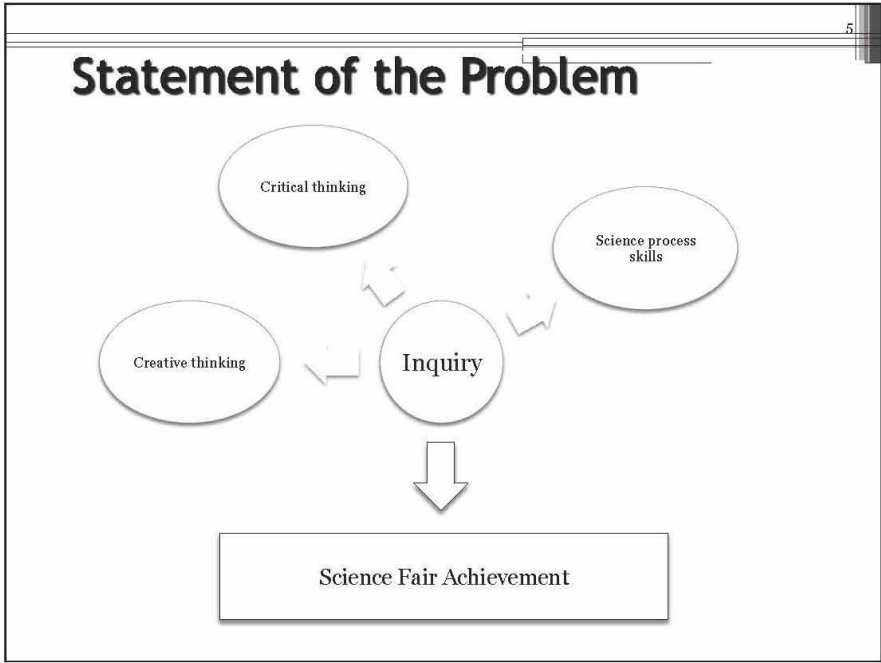 5
Statement of the Problem
Critical thinking
Science process
skills
Creative thinking
Inquiry
Science Fair Achievement